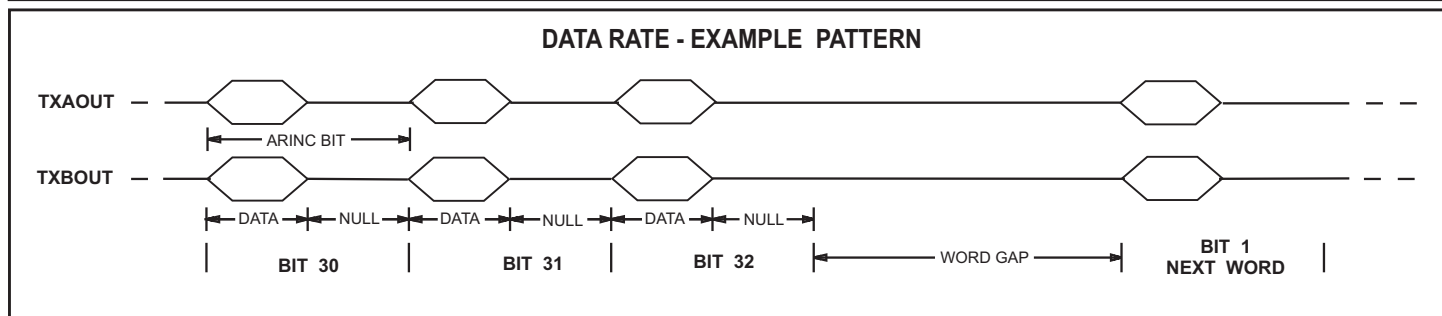 DATA RATE - EXAMPLE PATTERN
TXAOUT
ARINC BIT
TXBOUT
DATA NULL DATA NULL DATA NULL
BIT 30 BIT 31 BIT 32 WORD GAP BIT 1
NEXT WORD